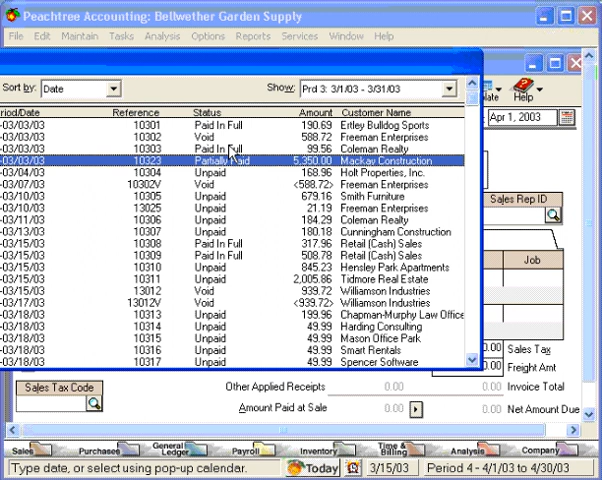 Peachtree Accounting: Bellwether Garden Supply
File Edit Maintain Tasks Analysis Options Reports Services Window Help
Sort by: Date Show: Prd 3: 3/1/03 - 3/31/03
late Help
Apr 1, 2003
riod/Date Reference Status Amount Customer Name
-03/03/03 10301 Paid In Full 190.69 Ertley Bulldog Sports
-03/03/03 10302 Void 588.72 Freeman Enterprises
-03/03/03 10303 Paid In Full 99.56 Coleman Realty
-03/03/03 10323 Partially Paid 5,350.00 Mackay Construction
-03/04/03 10304 Unpaid 168.96 Holt Properties, Inc.
-03/07/03 10302V Void <588.72> Freeman Enterprises
-03/10/03 10305 Unpaid 679.16 Smith Furniture
-03/10/03 10325 Unpaid 21.19 Freeman Enterprises
-03/11/03 10306 Unpaid 184.29 Coleman Realty
-03/13/03 10307 Unpaid 180.18 Cunningham Construction
-03/15/03 10308 Paid In Full 317.96 Retail (Cash) Sales
-03/15/03 10309 Paid In Full 508.78 Retail (Cash) Sales
-03/15/03 10310 Unpaid 845.23 Hensley Park Apartments
-03/15/03 10311 Unpaid 2,005.86 Tidmore Real Estate
-03/15/03 13012 Void 939.72 Williamson Industries
-03/17/03 13012V Void <939.72> Williamson Industries
-03/18/03 10313 Unpaid 199.96 Chapman-Murphy Law Office
-03/18/03 10314 Unpaid 49.99 Harding Consulting
-03/18/03 10315 Unpaid 49.99 Mason Office Park
-03/18/03 10316 Unpaid 49.99 Smart Rentals
-03/18/03 10317 Unpaid 49.99 Spencer Software
Sales Rep ID
Job
0.00 Sales Tax
0.00 Freight Amt
Sales Tax Code
Other Applied Receipts 0.00 0.00 Invoice Total
Amount Paid at Sale 0.00 0.00 Net Amount Due
Sales Purchases General Ledger Payroll Inventory Time & Billing Analysis Company
Type date, or select using pop-up calendar. Today 3/15/03 Period 4 - 4/1/03 to 4/30/03